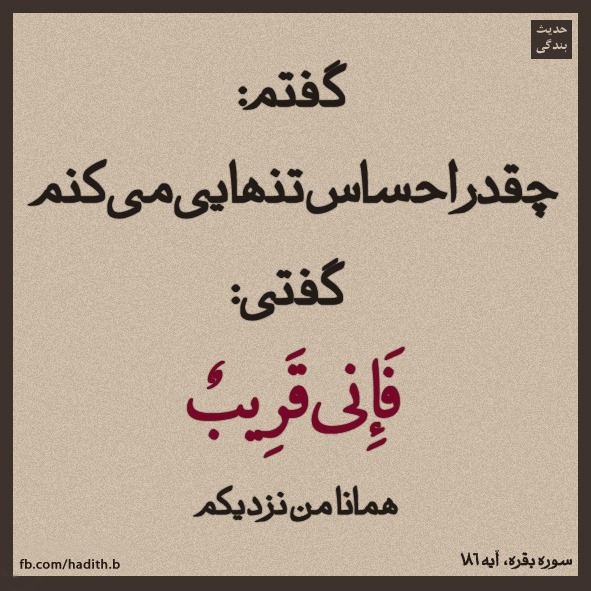 حدیث
بندگی
گفتم:
چقدر احساس تنهایی می‌کنم
گفتی:
فَإِنی قَرِیبٌ
همانا من نزدیکم
سوره بقره، آیه ۱۸۶
fb.com/hadith.b